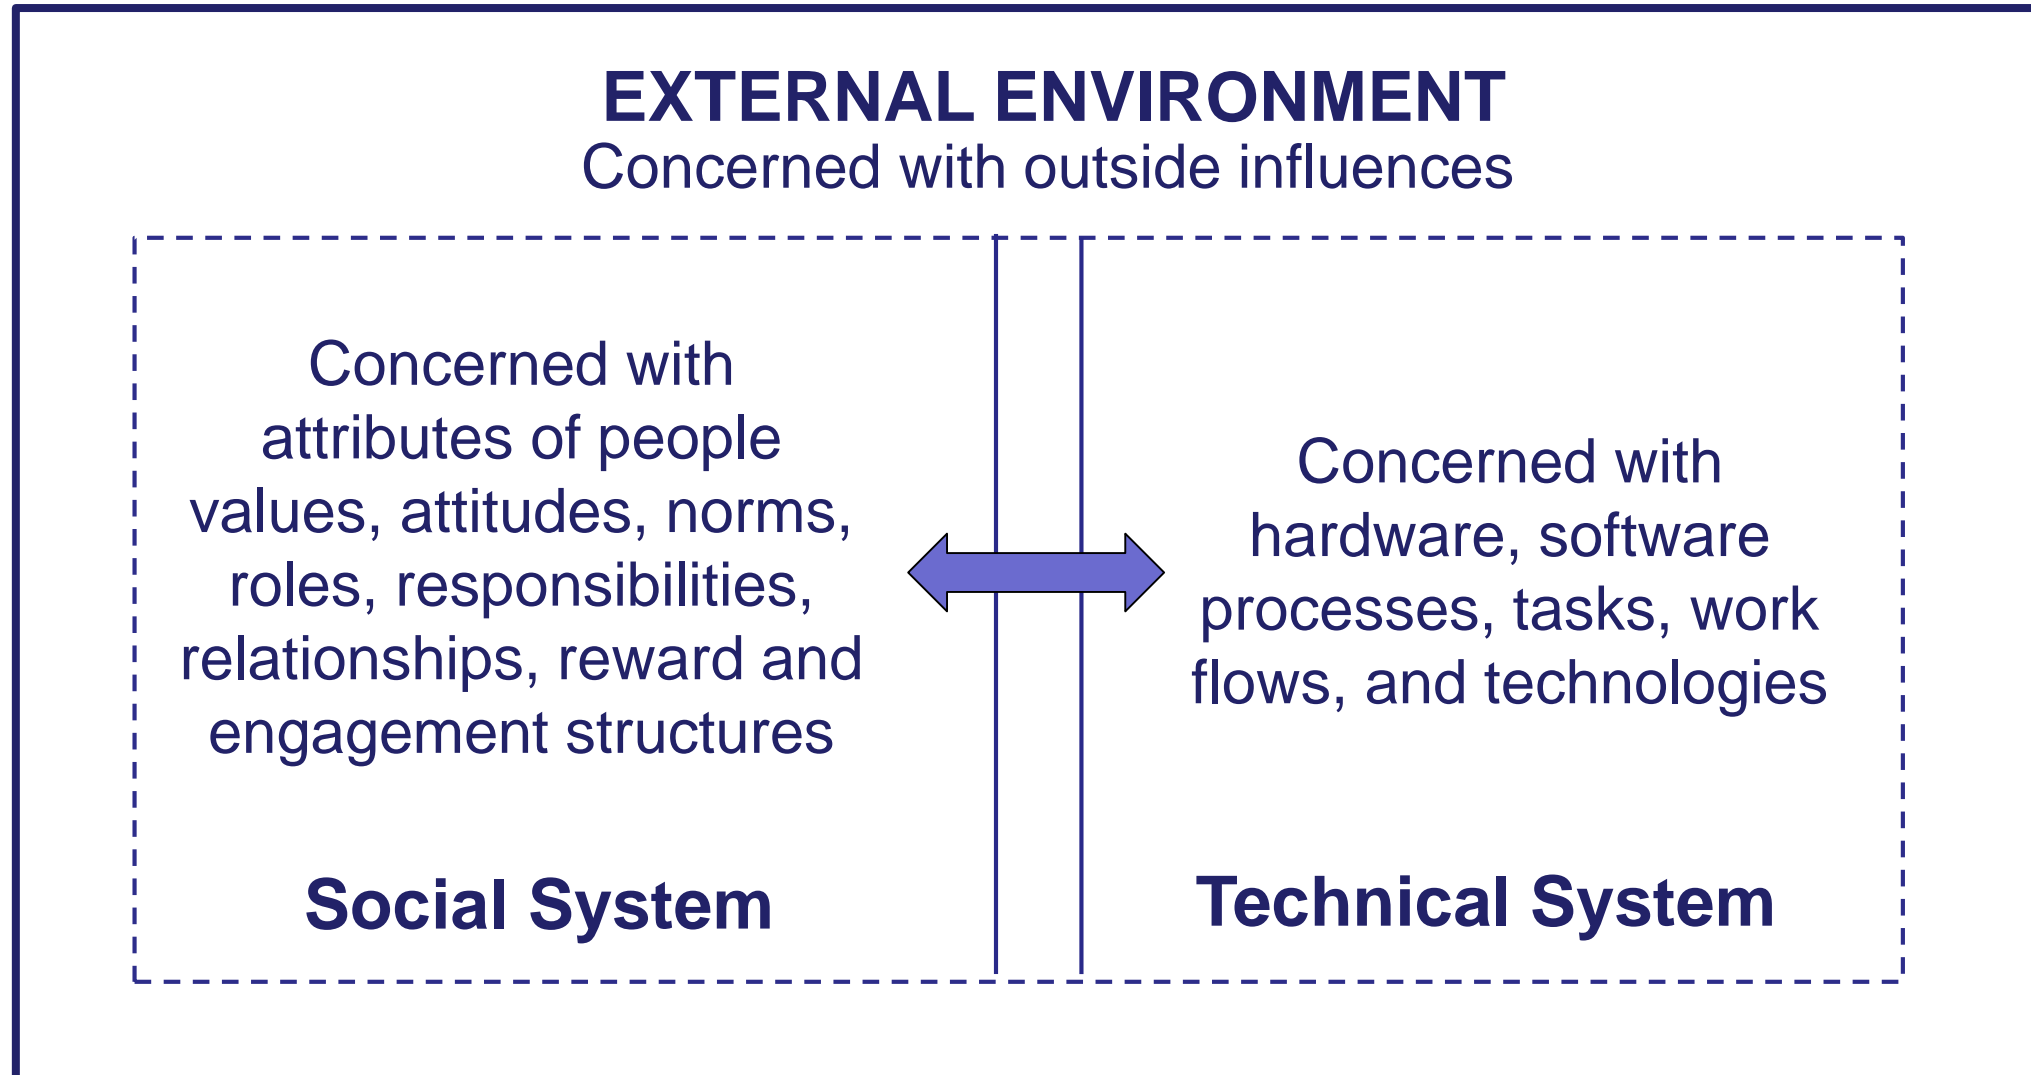 EXTERNAL ENVIRONMENT
Concerned with outside influences
Concerned with
attributes of people
values, attitudes, norms,
roles, responsibilities,
relationships, reward and
engagement structures
Social System
Concerned with
hardware, software
processes, tasks, work
flows, and technologies
Technical System